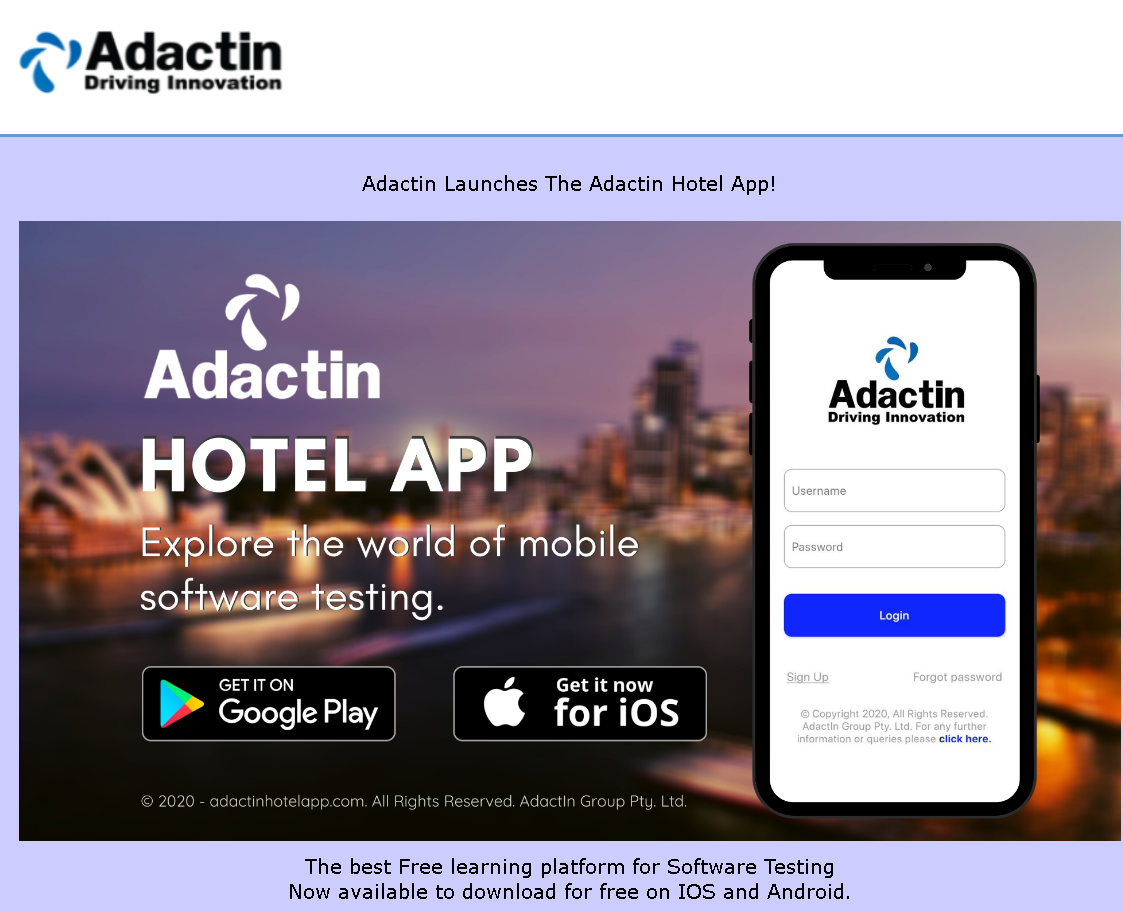 Adactin
Driving Innovation
Adactin Launches The Adactin Hotel App!
Adactin
HOTEL APP
Explore the world of mobile
software testing.
GET IT ON
Google Play
Get it now
for iOS
© 2020 - adactinhotelapp.com. All Rights Reserved. AdactIn Group Pty. Ltd.
Adactin
Driving Innovation
Username
Password
Login
Sign Up Forgot password
© Copyright 2020, All Rights Reserved.
AdactIn Group Pty. Ltd. For any further
information or queries please click here.
The best Free learning platform for Software Testing
Now available to download for free on IOS and Android.